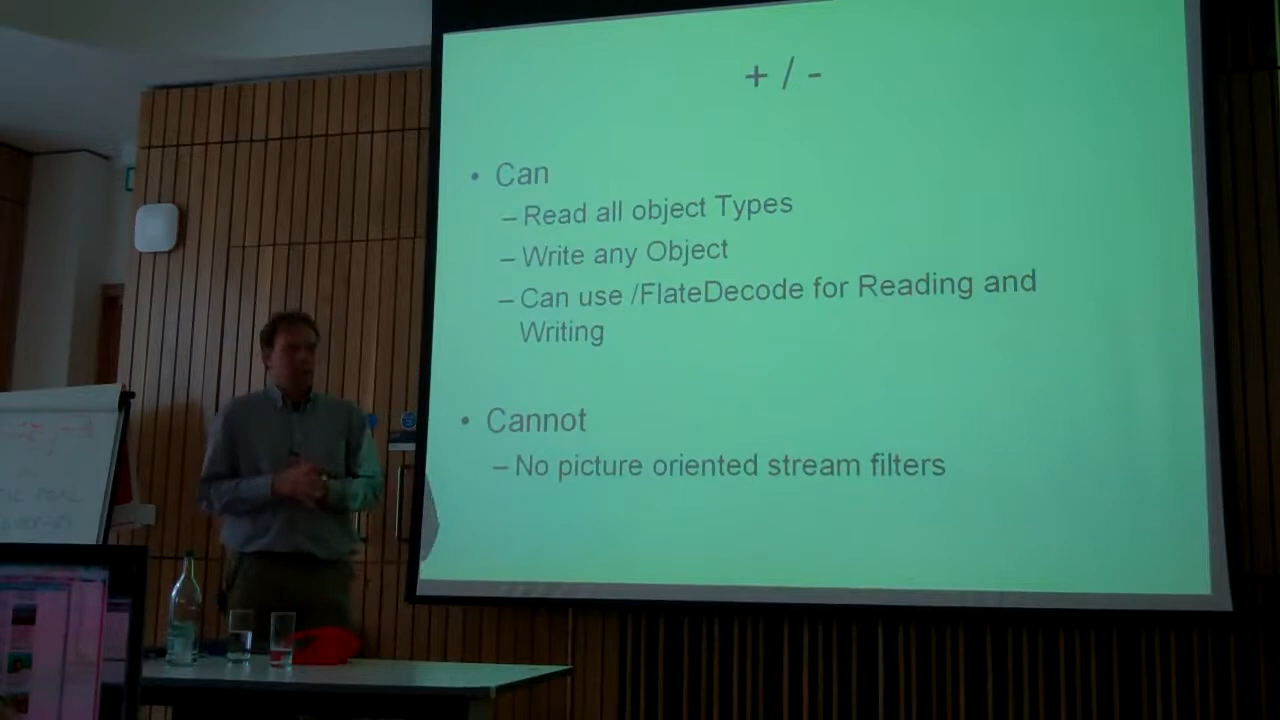 + / -
• Can
– Read all object Types
– Write any Object
– Can use /FlateDecode for Reading and
Writing
• Cannot
– No picture oriented stream filters